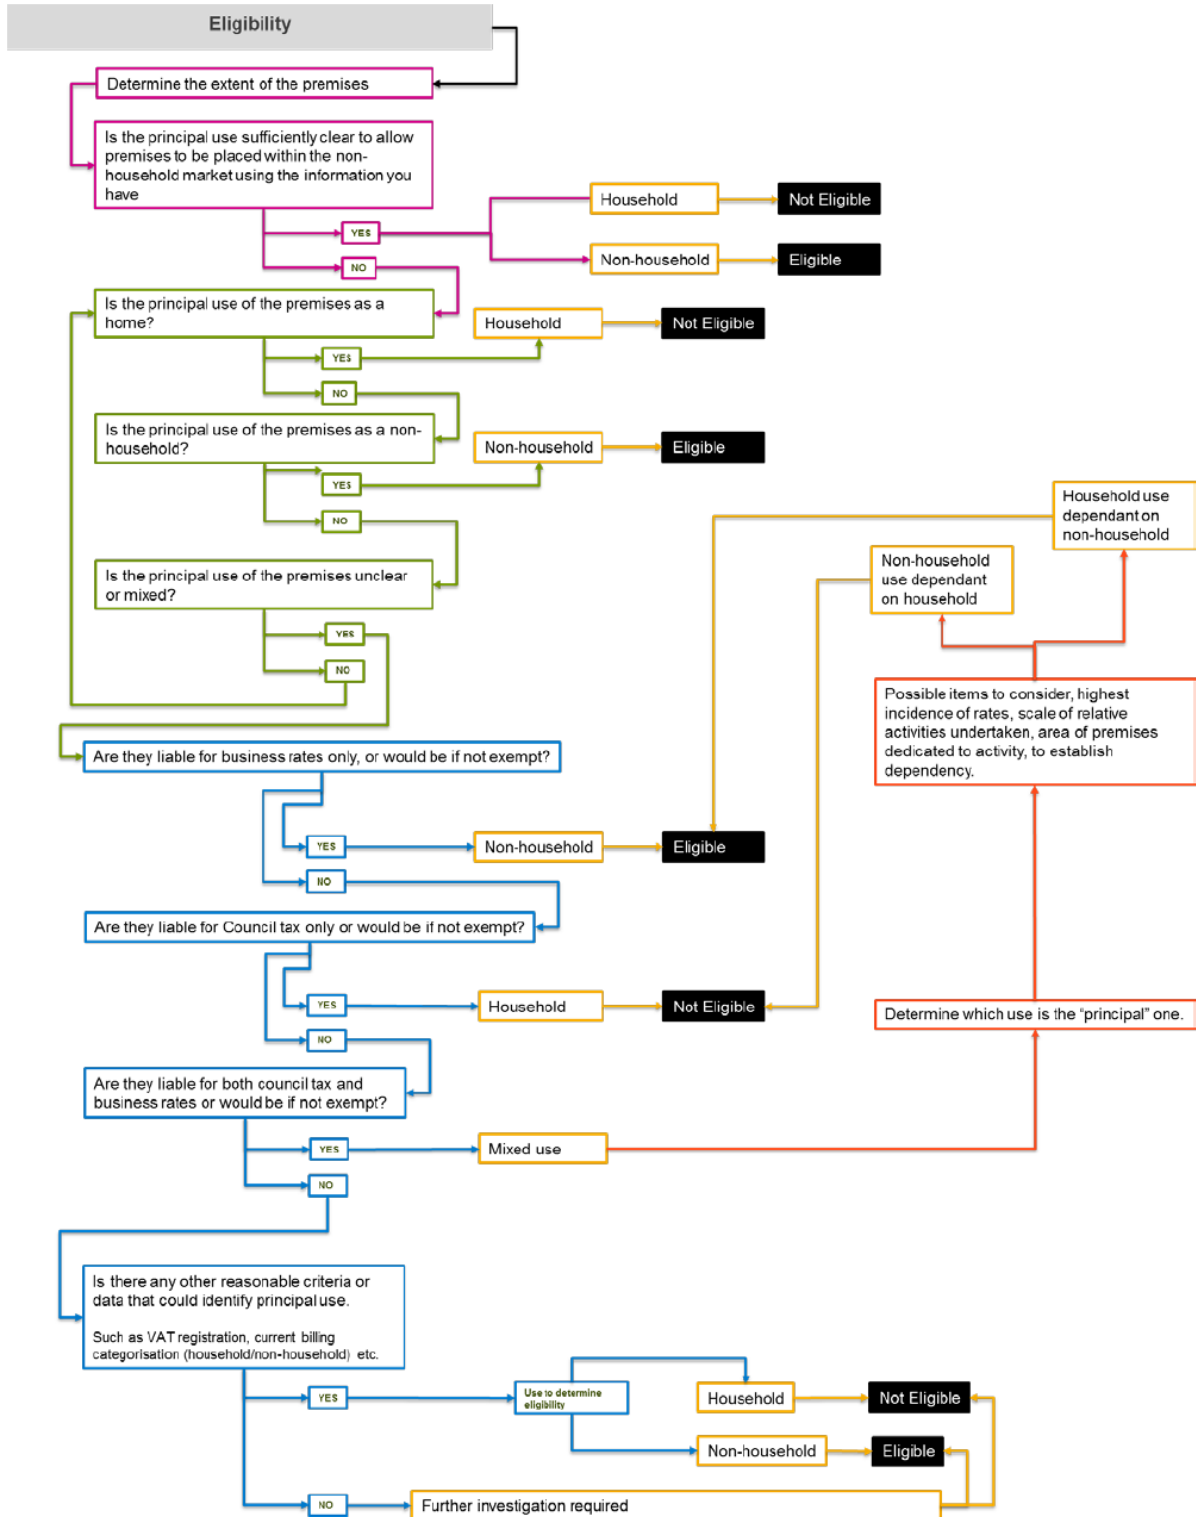 Eligibility
Determine the extent of the premises
Is the principal use sufficiently clear to allow
premises to be placed within the non-
household market using the information you
have
Household
Not Eligible
YES
Non-household
Eligible
NO
Is the principal use of the premises as a
home?
Household
Not Eligible
YES
NO
Is the principal use of the premises as a non-
household?
Non-household
Eligible
YES
NO
Household use
dependant on
non-household
Non-household
use dependant
on household
Is the principal use of the premises unclear
or mixed?
YES
NO
Possible items to consider, highest
incidence of rates, scale of relative
activities undertaken, area of premises
dedicated to activity, to establish
dependency.
Are they liable for business rates only, or would be if not exempt?
YES
Non-household
Eligible
NO
Are they liable for Council tax only or would be if not exempt?
YES
Household
Not Eligible
Determine which use is the “principal” one.
NO
Are they liable for both council tax and
business rates or would be if not exempt?
YES
Mixed use
NO
Is there any other reasonable criteria or
data that could identify principal use.
Such as VAT registration, current billing
categorisation (household/non-household) etc.
YES
Use to determine
eligibility
Household
Not Eligible
Non-household
Eligible
NO
Further investigation required